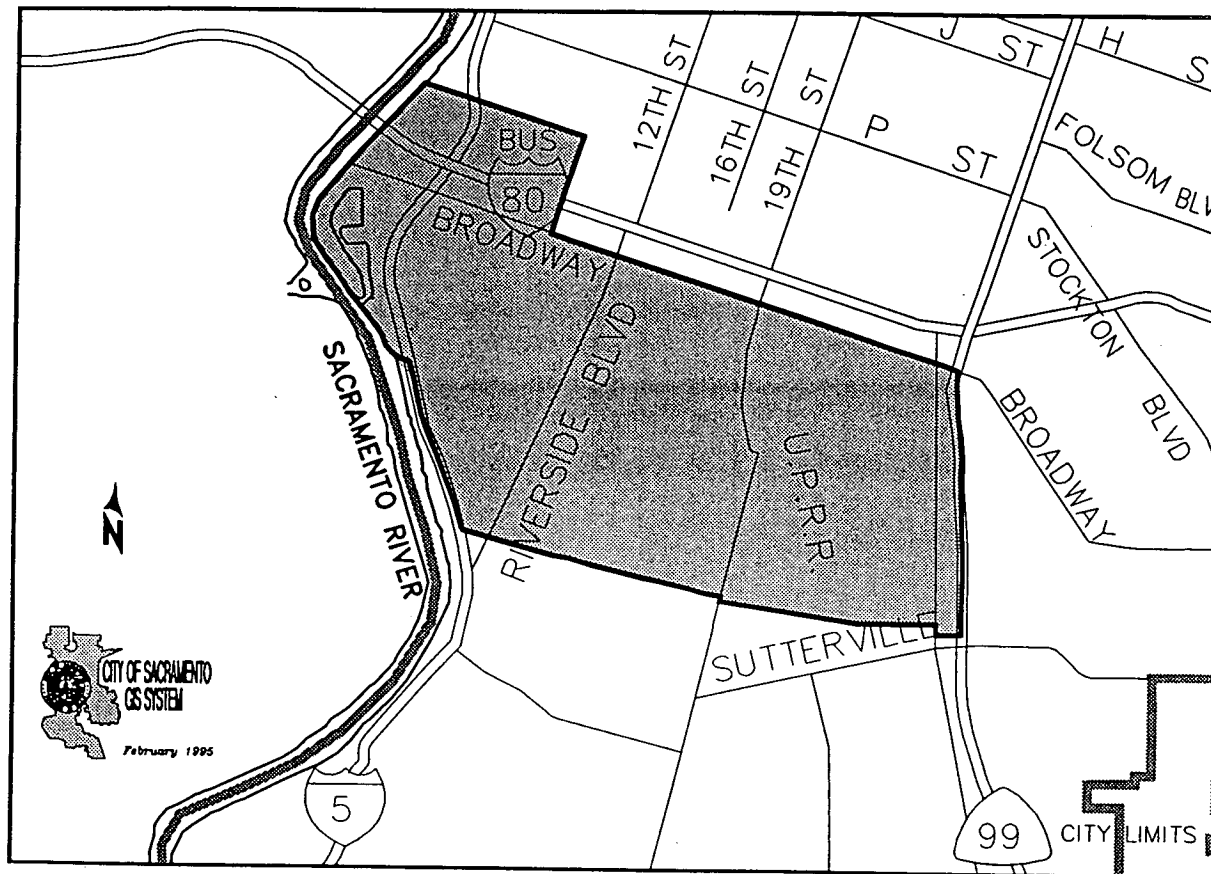 J ST
H S
12TH ST
16TH ST
19TH ST
P ST
FOLSOM BLV
BUS
80
BROADWAY
STOCKTON BLVD
BROADWAY
RIVERSIDE BLVD
U.P.R.R.
SACRAMENTO RIVER
N
SUTTERVILLE
CITY OF SACRAMENTO
GIS SYSTEM
February 1995
5
99
CITY LIMITS